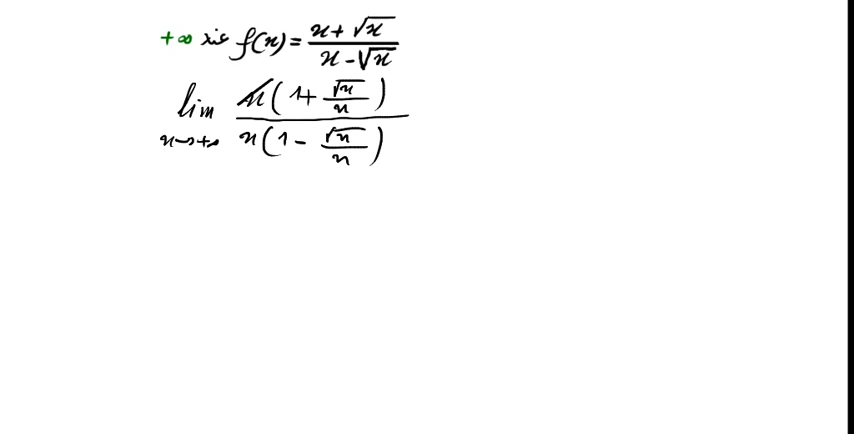 +∞ عند f(x) = (x + √x) / (x - √x)
lim x→+∞ x(1 + √x/x) / x(1 - √x/x)